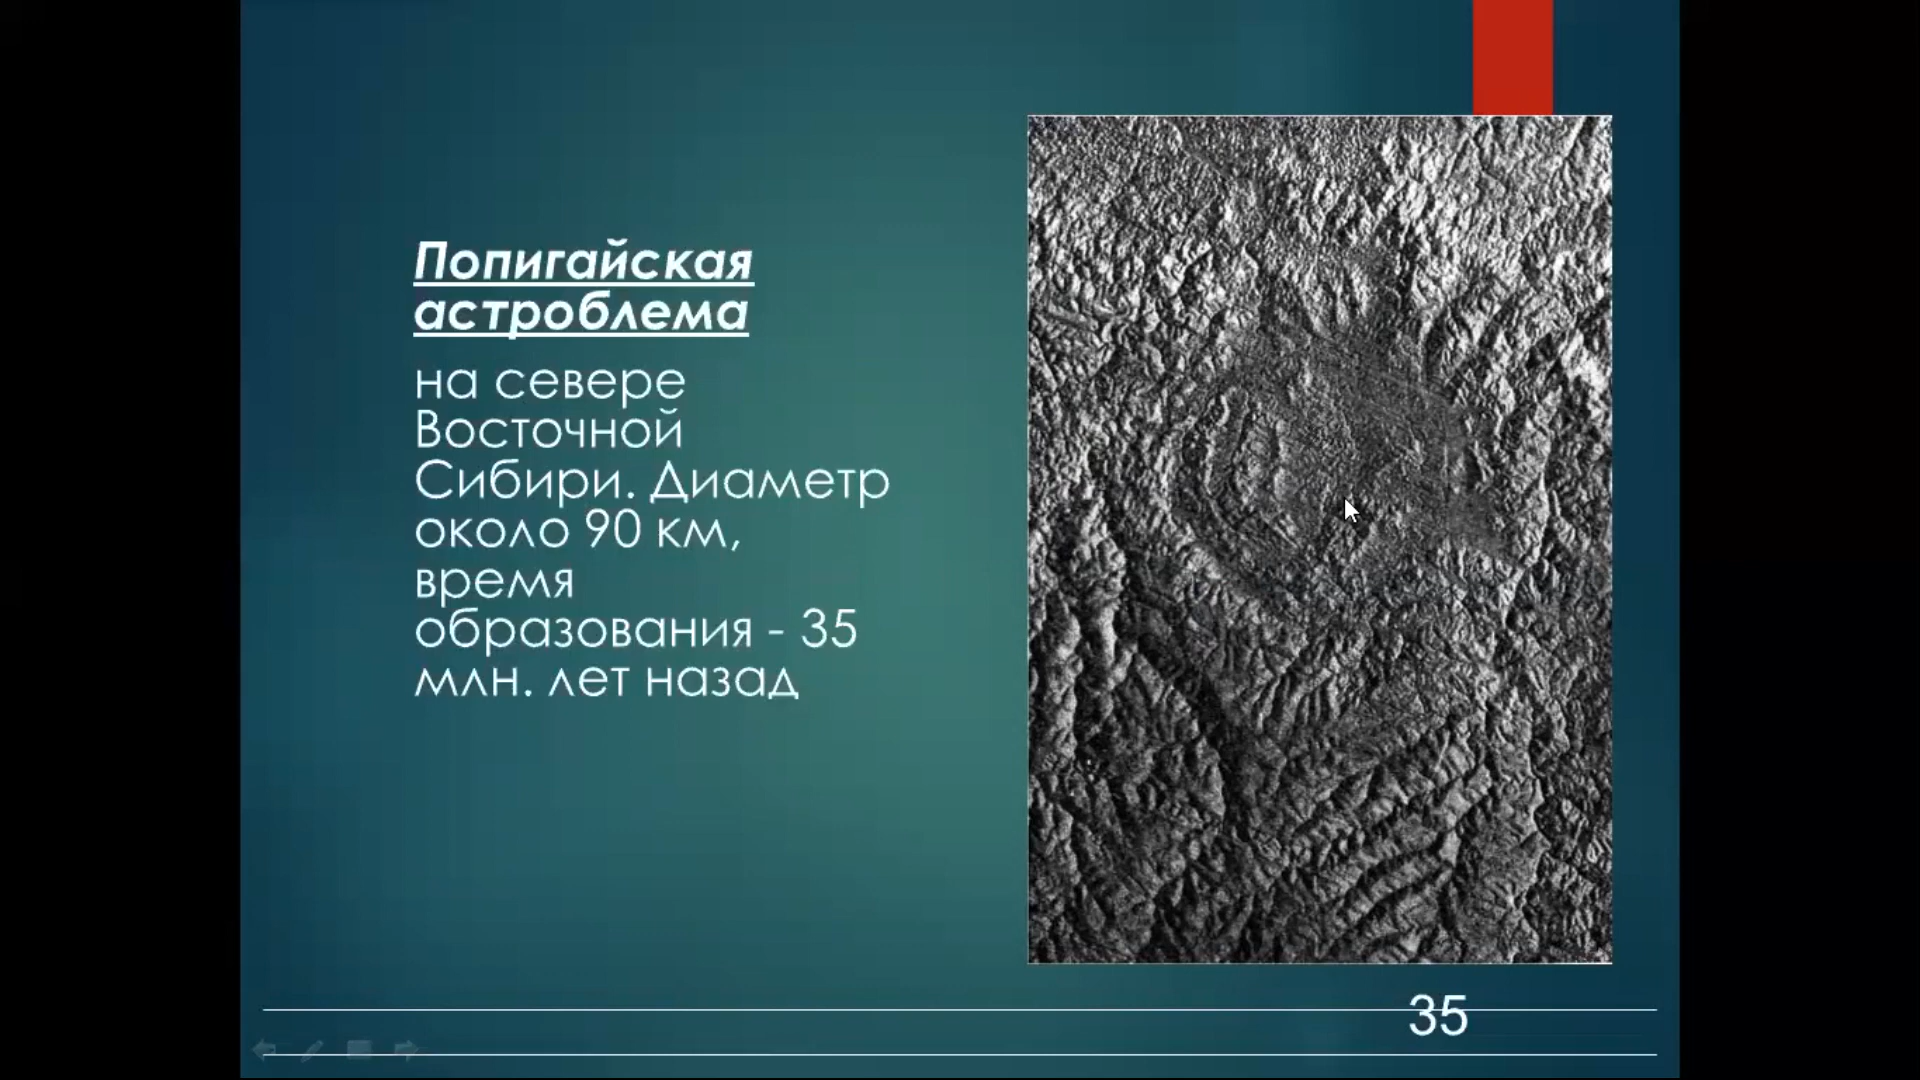 Попигайская
астроблема
на севере
Восточной
Сибири. Диаметр
около 90 км,
время
образования - 35
млн. лет назад
35